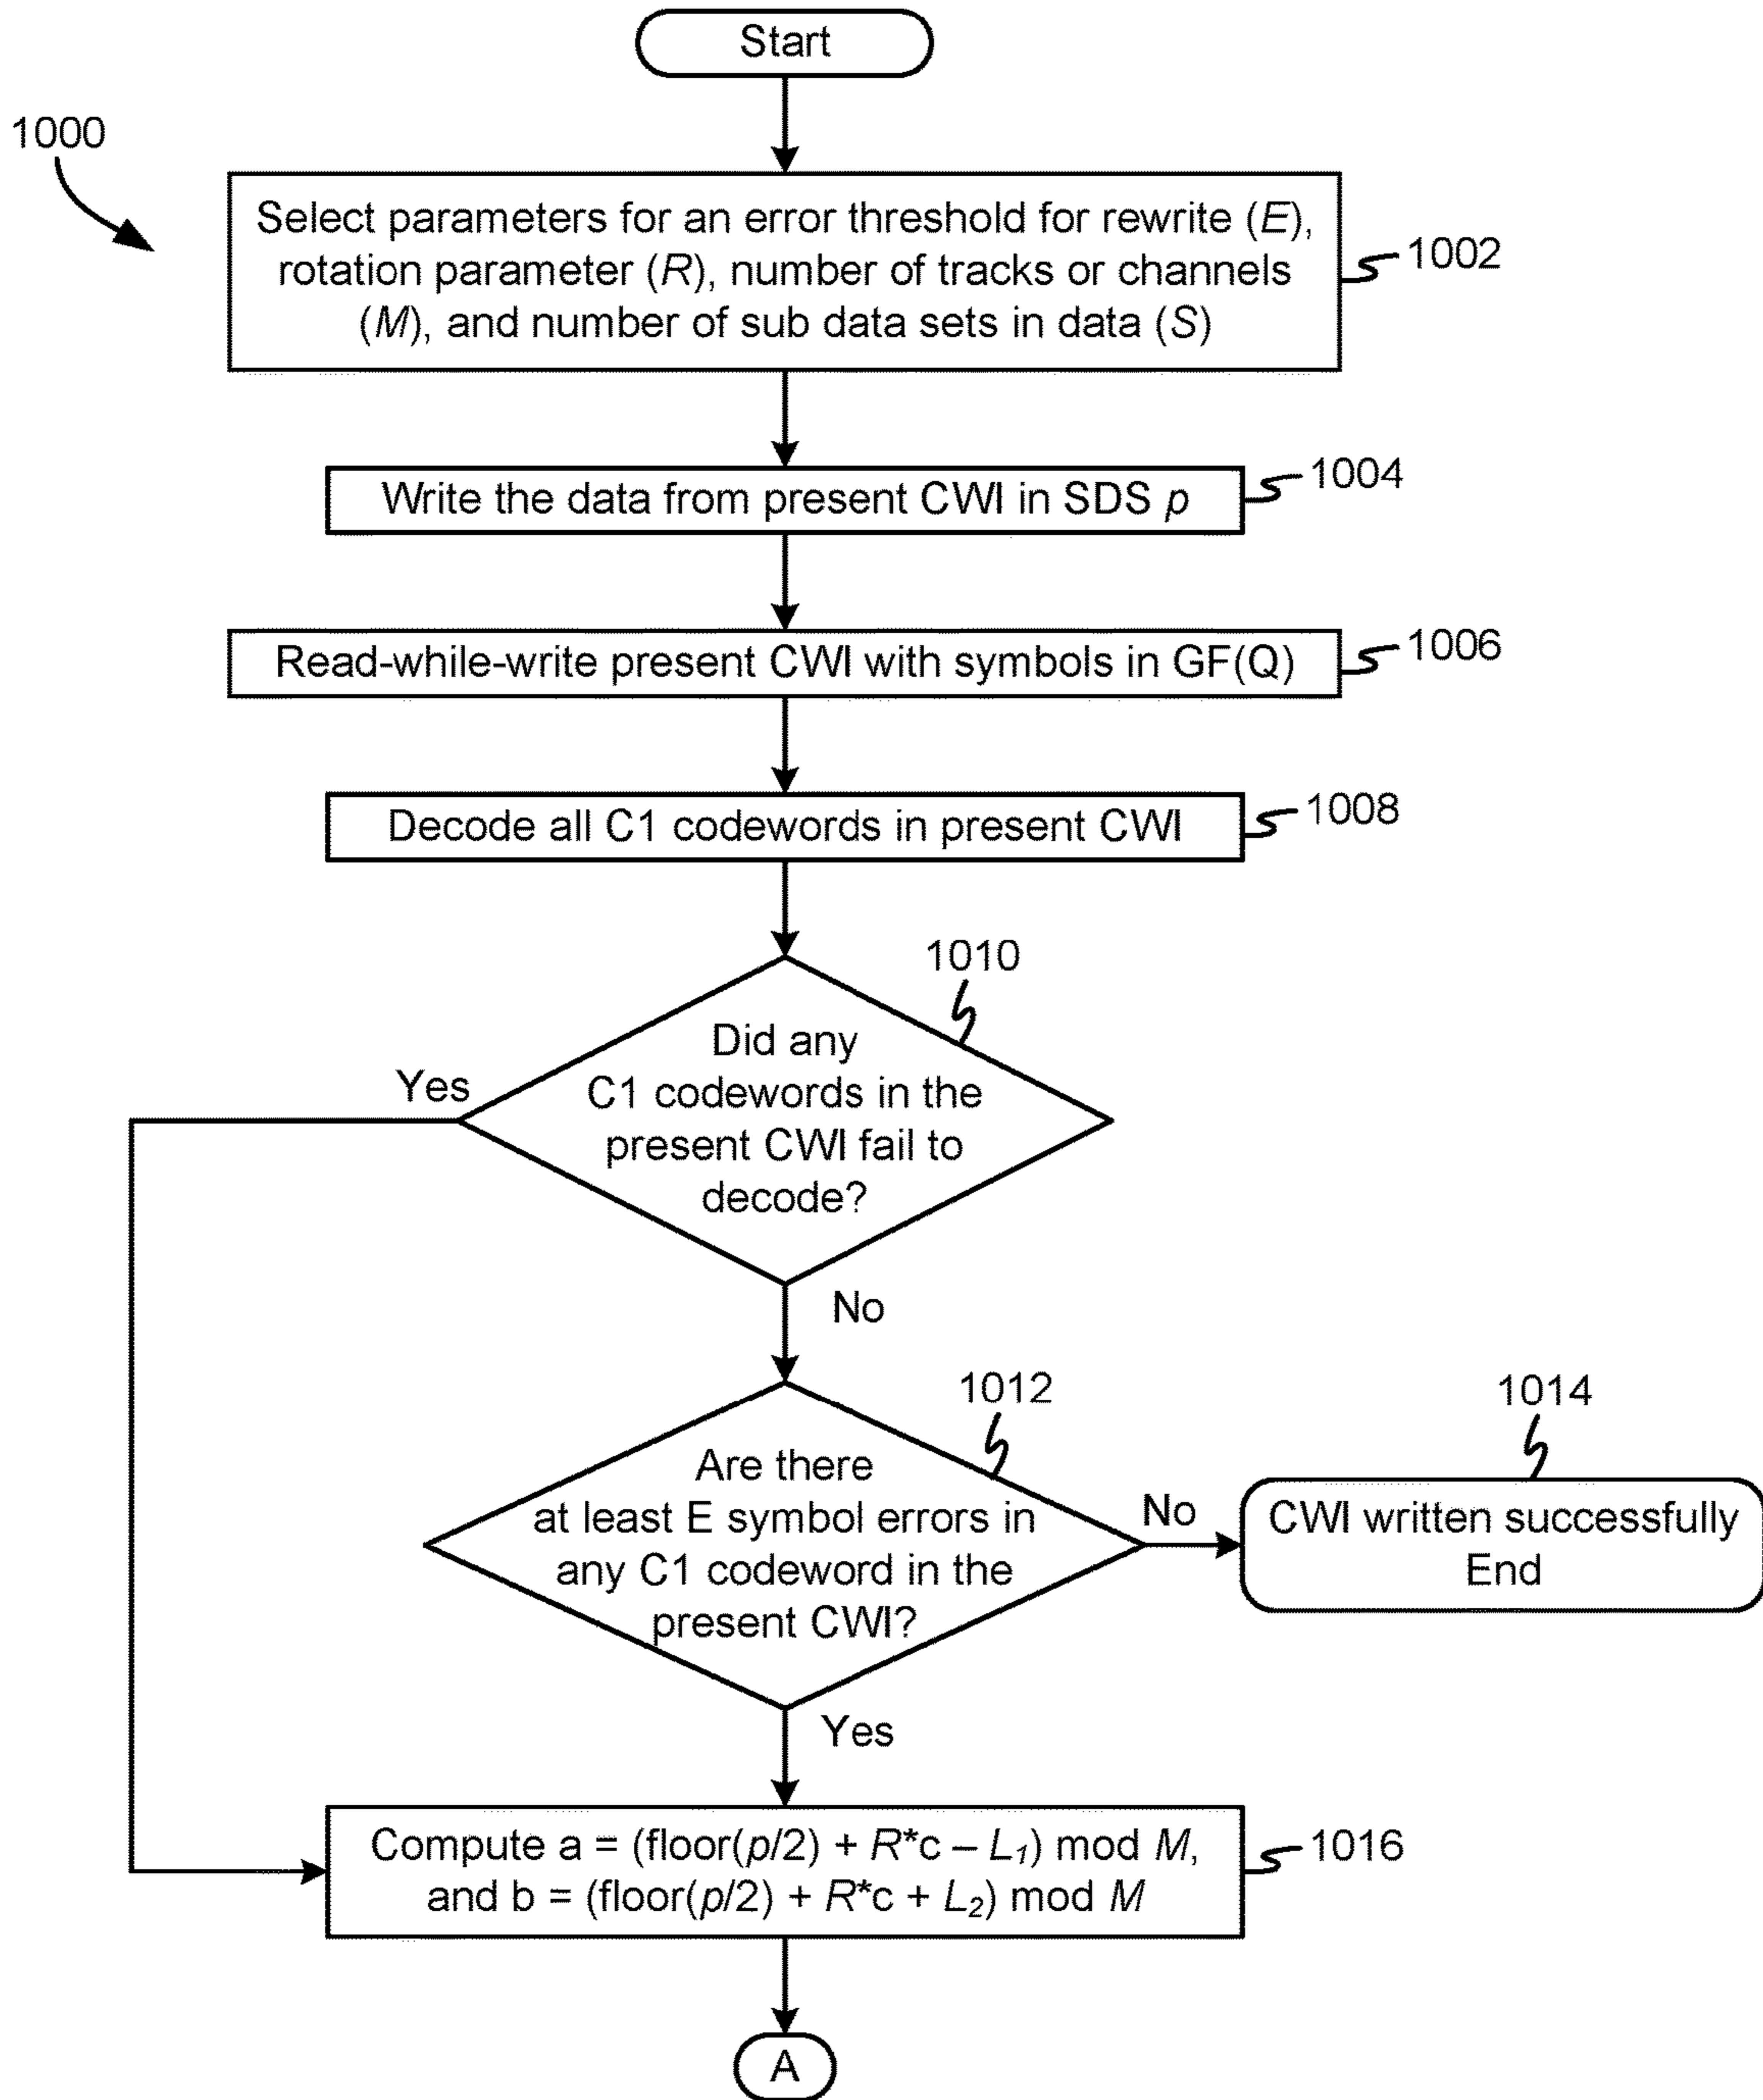 Start
1000
Select parameters for an error threshold for rewrite (E),
rotation parameter (R), number of tracks or channels
(M), and number of sub data sets in data (S)
1002
Write the data from present CWI in SDS p
1004
Read-while-write present CWI with symbols in GF(Q)
1006
Decode all C1 codewords in present CWI
1008
1010
Did any
C1 codewords in the
present CWI fail to
decode?
Yes
No
1012
Are there
at least E symbol errors in
any C1 codeword in the
present CWI?
No
1014
CWI written successfully
End
Yes
Compute a = (floor(p/2) + R*c – L₁) mod M,
and b = (floor(p/2) + R*c + L₂) mod M
1016
A